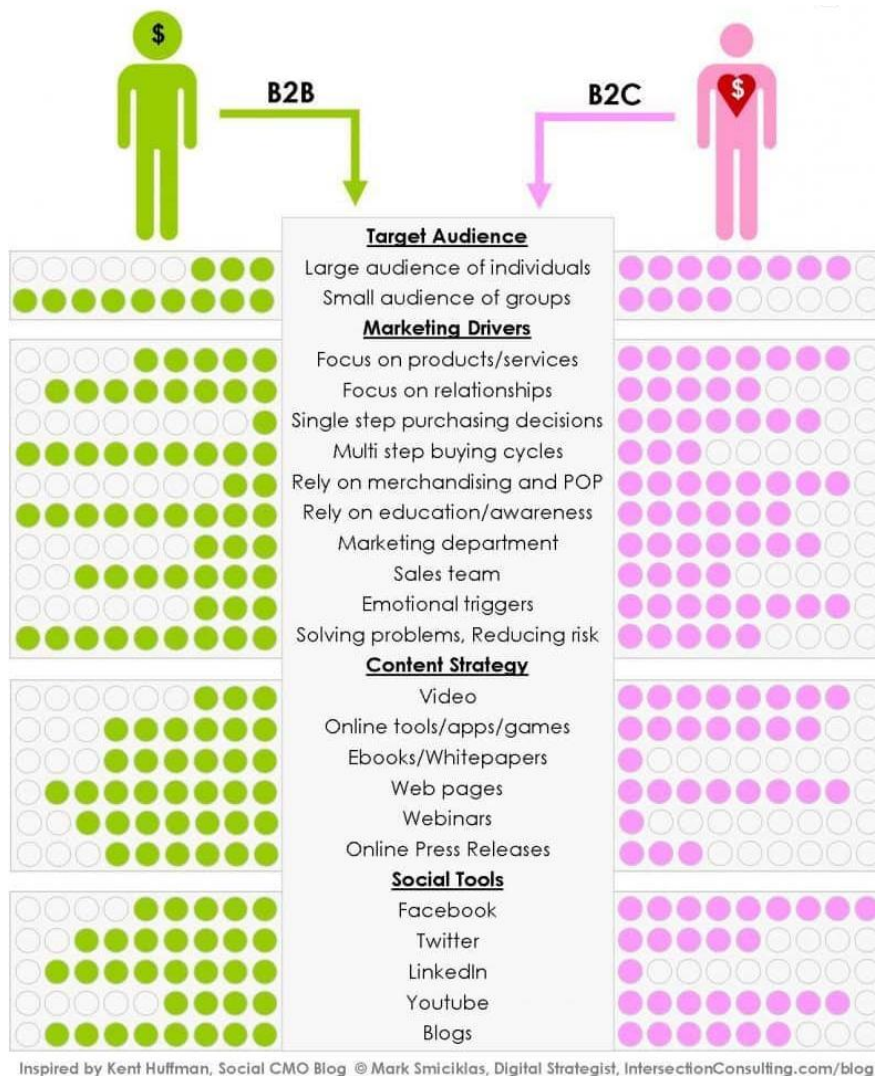 $
B2B
B2C
$
Target Audience
Large audience of individuals
Small audience of groups
Marketing Drivers
Focus on products/services
Focus on relationships
Single step purchasing decisions
Multi step buying cycles
Rely on merchandising and POP
Rely on education/awareness
Marketing department
Sales team
Emotional triggers
Solving problems, Reducing risk
Content Strategy
Video
Online tools/apps/games
Ebooks/Whitepapers
Web pages
Webinars
Online Press Releases
Social Tools
Facebook
Twitter
LinkedIn
Youtube
Blogs
Inspired by Kent Huffman, Social CMO Blog © Mark Smiciklas, Digital Strategist, IntersectionConsulting.com/blog